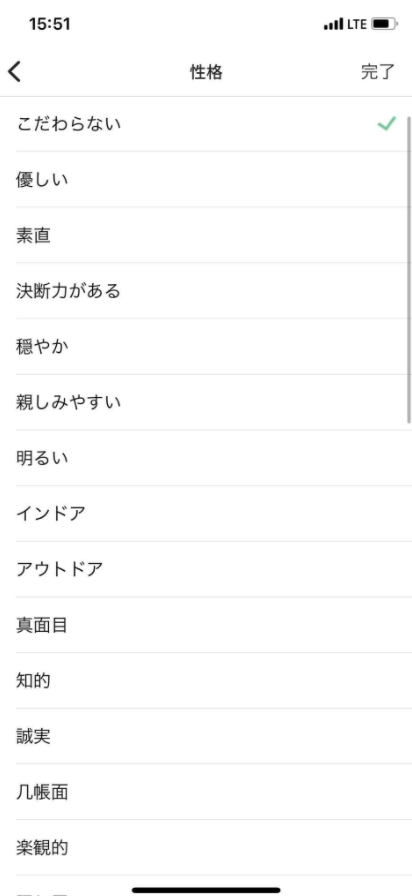 15:51
LTE
性格
完了
こだわらない
優しい
素直
決断力がある
穏やか
親しみやすい
明るい
インドア
アウトドア
真面目
知的
誠実
几帳面
楽観的